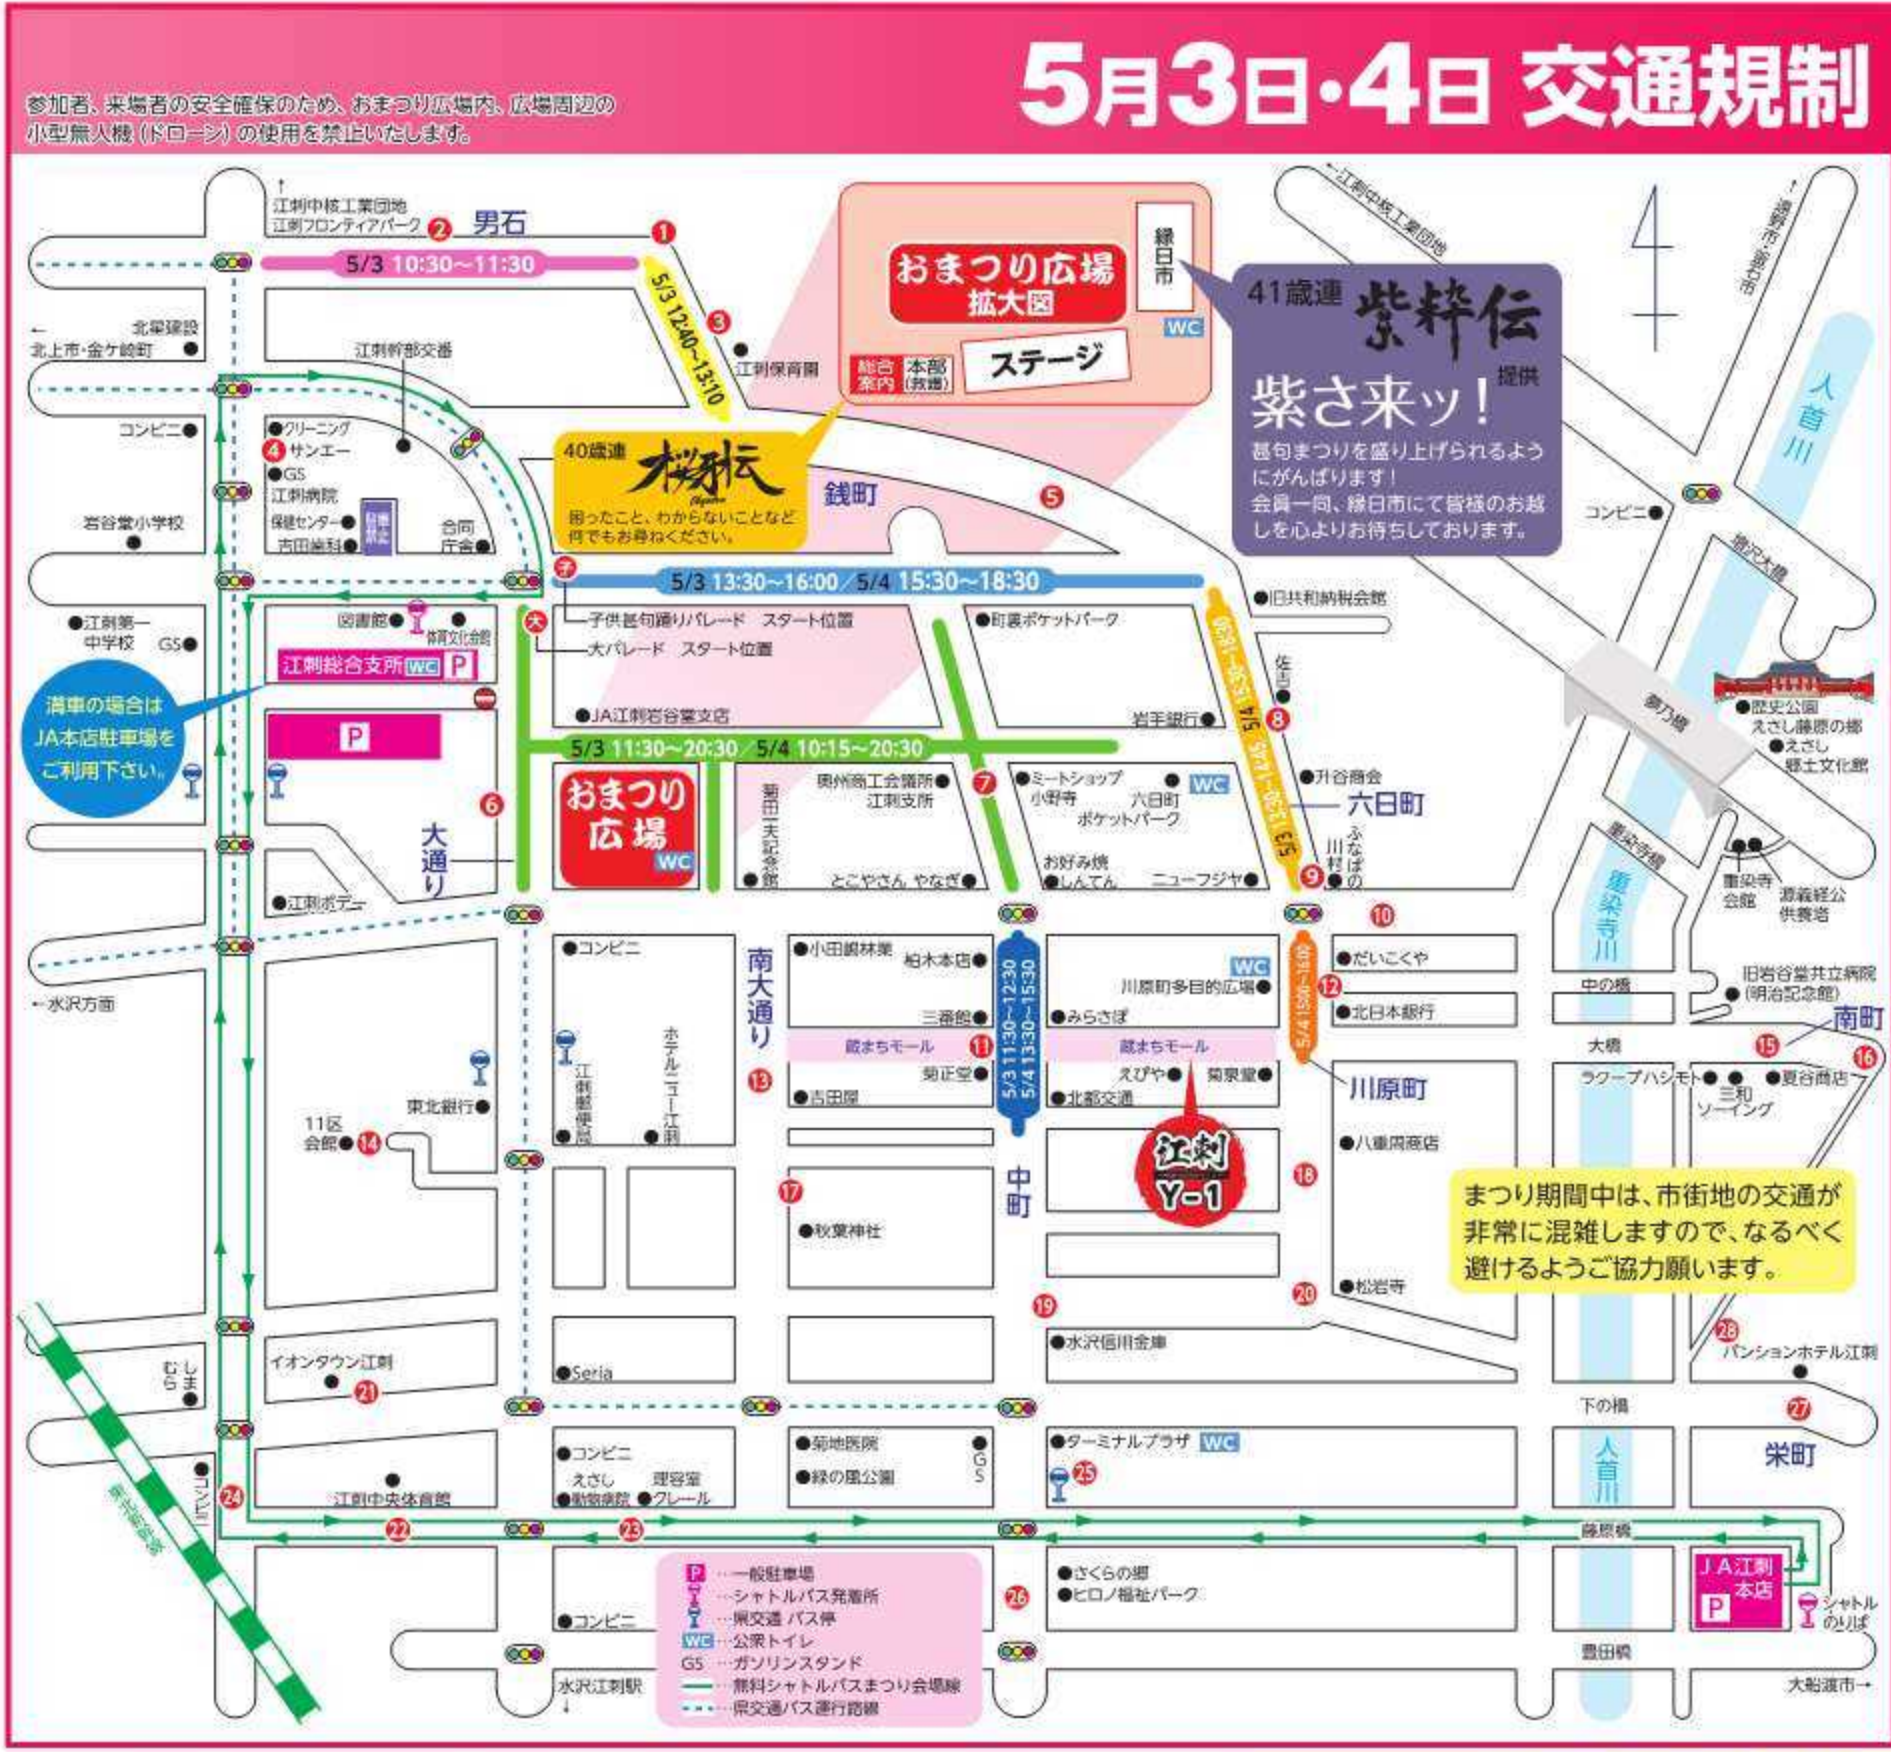 5月3日・4日 交通規制
参加者、来場者の安全確保のため、おまつり広場内、広場周辺の
小型無人機(ドローン)の使用を禁止いたします。
↑
江刺中核工業団地
江刺フロンティアパーク
2
男石
1
5/3 10:30～11:30
5/3 12:40～13:10
3
江刺保育園
←
北上市・金ケ崎町
北星建設
江刺幹部交番
おまつり広場
拡大図
縁日市
WC
ステージ
総合
案内
本部
(救護)
←江刺中核工業団地
↑遠野市・釜石市
41歳連
紫粋伝
提供
紫さ来ッ!
甚句まつりを盛り上げられるよう
にがんばります!
会員一同、縁日市にて皆様のお越
しを心よりお待ちしております。
人首川
コンビニ
クリーニング
4
サンエー
GS
江刺病院
保健センター
吉田歯科
合同
庁舎
岩谷堂小学校
40歳連
桜舸伝
困ったこと、わからないことなど
何でもお尋ねください。
銭町
5
コンビニ
増沢大橋
江刺第一
中学校
GS
子
5/3 13:30～16:00/5/4 15:30～18:30
旧共和納税会館
図書館
体育文化会館
江刺総合支所 WC P
大
子供甚句踊りパレード スタート位置
大パレード スタート位置
町裏ポケットパーク
佐吉
8
満車の場合は
JA本店駐車場を
ご利用下さい。
P
JA江刺岩谷堂支店
岩手銀行
夢乃橋
歴史公園
えさし藤原の郷
えさし
郷土文化館
5/3 11:30～20:30/5/4 10:15～20:30
6
大通り
おまつり
広場
WC
菊田一夫記念館
奥州商工会議所
江刺支所
7
ミートショップ
小野寺
六日町
ポケットパーク
WC
升谷商会
六日町
とこやさん やなぎ
お好み焼
しんてん
ニューフジヤ
9
川村
ふなばの
10
重染寺橋
重染寺川
重染寺
会館
源義経公
供養塔
江刺ボデー
←水沢方面
コンビニ
南大通り
小田嶋林業
柏木本店
三番館
蔵まちモール
11
菊正堂
吉田屋
13
5/3 11:30～12:30
5/4 13:30～15:30
WC
川原町多目的広場
みらさぽ
蔵まちモール
えびや
菊泉堂
北都交通
12
だいこくや
北日本銀行
川原町
中の橋
大橋
旧岩谷堂共立病院
(明治記念館)
南町
15
16
ラクープハシモト
三和
ソーイング
夏谷商店
東北銀行
11区
会館
14
江刺郵便局
ホテルニュー江刺
17
秋葉神社
中町
江刺
Y-1
18
八重周商店
まつり期間中は、市街地の交通が
非常に混雑しますので、なるべく
避けるようご協力願います。
19
20
松岩寺
水沢信用金庫
28
パンションホテル江刺
しまむら
イオンタウン江刺
21
Seria
下の橋
27
栄町
コンビニ
24
江刺中央体育館
コンビニ
えさし
動物病院
理容室
クレール
菊地医院
緑の風公園
GS
ターミナルプラザ WC
25
人首川
22
23
藤原橋
P …一般駐車場
…シャトルバス発着所
…県交通 バス停
WC …公衆トイレ
GS …ガソリンスタンド
…無料シャトルバスまつり会場線
…県交通バス運行路線
コンビニ
水沢江刺駅
↓
26
さくらの郷
ヒロノ福祉パーク
JA江刺
本店
P
シャトル
のりば
豊田橋
大船渡市→